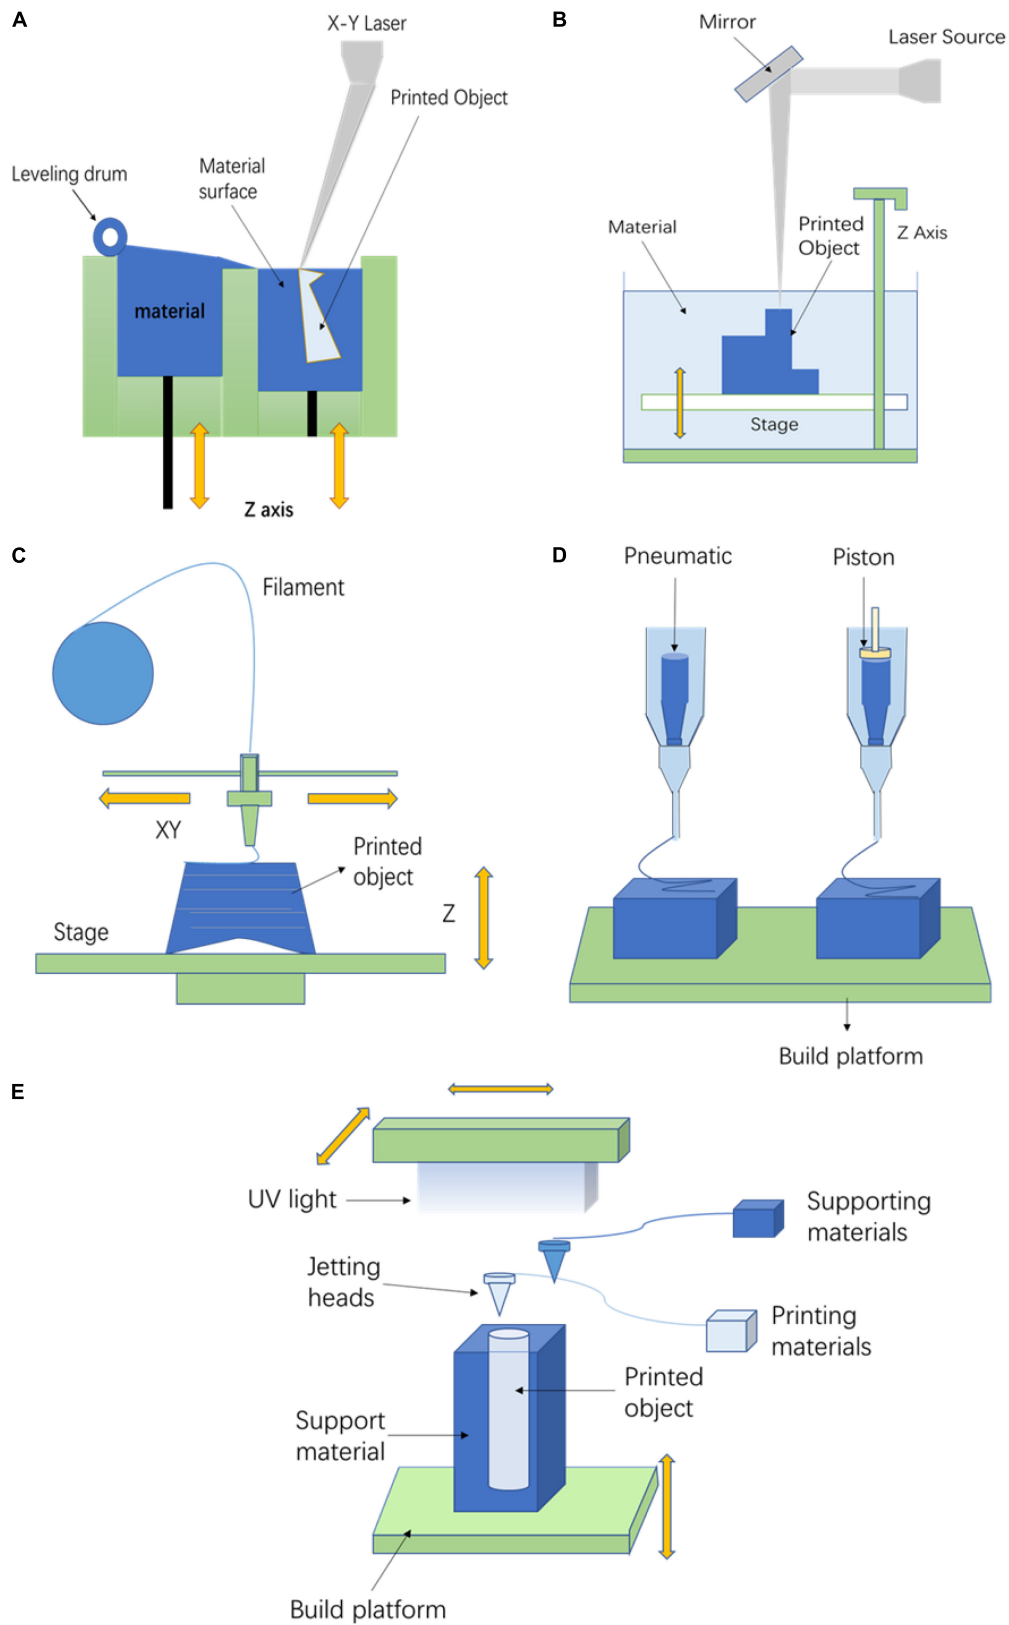 A
X-Y Laser
Printed Object
Material
surface
Leveling drum
material
Z axis
B
Mirror
Laser Source
Material
Printed
Object
Z Axis
Stage
C
Filament
XY
Printed
object
Z
Stage
D
Pneumatic
Piston
Build platform
E
UV light
Supporting
materials
Jetting
heads
Printing
materials
Printed
object
Support
material
Build platform